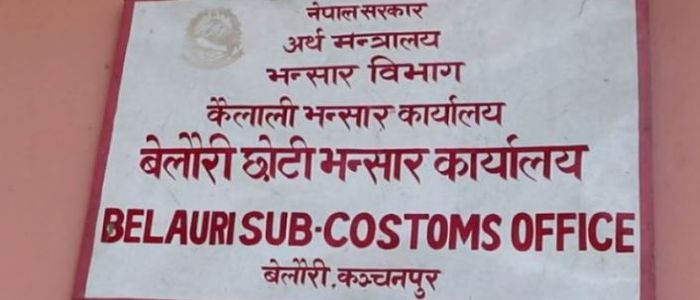 नेपाल सरकार
अर्थ मन्त्रालय
भन्सार विभाग
कैलाली भन्सार कार्यालय
बेलौरी छोटी भन्सार कार्यालय
BELAURI SUB-COSTOMS OFFICE
बेलौरी, कञ्चनपुर